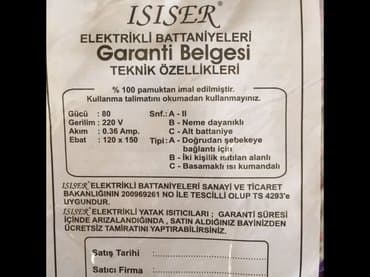 ISISER®
ELEKTRİKLİ BATTANİYELERİ
Garanti Belgesi
TEKNİK ÖZELLİKLERİ
% 100 pamuktan imal edilmiştir.
Kullanma talimatını okumadan kullanmayınız.
Gücü : 80 Snf.: A - II
Gerilim : 220 V B - Neme dayanıklı
Akım : 0.36 Amp. C - Alt battaniye
Ebat : 120 x 150 Tipi : A - Doğrudan şebekeye
bağlantı için
B - İki kişilik ısıtılan alanlı
C - Basamaklı ısı kumandalı
ISISER® ELEKTRİKLİ BATTANİYELERİ SANAYİ VE TİCARET
BAKANLIĞININ 200969261 NO İLE TESCİLLİ OLUP TS 4293'e
UYGUNDUR.
ISISER® ELEKTRİKLİ YATAK ISITICILARI ; GARANTİ SÜRESİ
İÇİNDE ARIZALANDIĞINDA , SATIN ALDIĞINIZ BAYİNİZDEN
ÜCRETSİZ TAMİRATINI YAPTIRABİLİRSİNİZ.
Satış Tarihi :
Satıcı Firma :